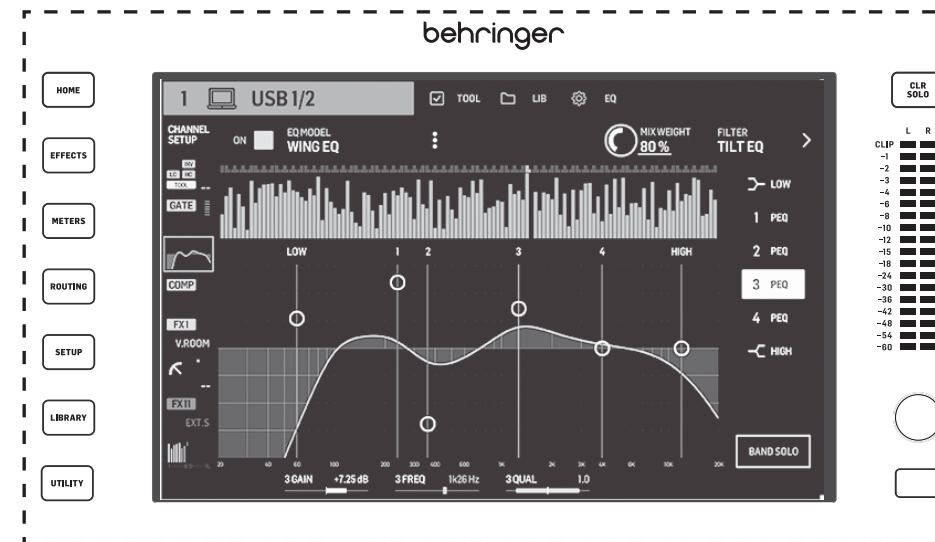 behringer
HOME
EFFECTS
METERS
ROUTING
SETUP
LIBRARY
UTILITY
1 USB 1/2
TOOL LIB EQ
CHANNEL SETUP
ON
EQ MODEL
WING EQ
MIX WEIGHT
80 %
FILTER
TILT EQ
INV
LC HC
TOOL
--
GATE
COMP
FX1
V.ROOM
--
FX11
EXT.S
LOW 1 2 3 4 HIGH
LOW
1 PEQ
2 PEQ
3 PEQ
4 PEQ
HIGH
BAND SOLO
20 40 60 100 200 300 400 600 1K 2K 3K 4K 6K 10K 20K
3 GAIN +7.25 dB
3 FREQ 1k26 Hz
3 QUAL 1.0
CLR
SOLO
L R
CLIP
-1
-2
-3
-4
-6
-8
-10
-12
-15
-18
-24
-30
-36
-42
-48
-54
-60